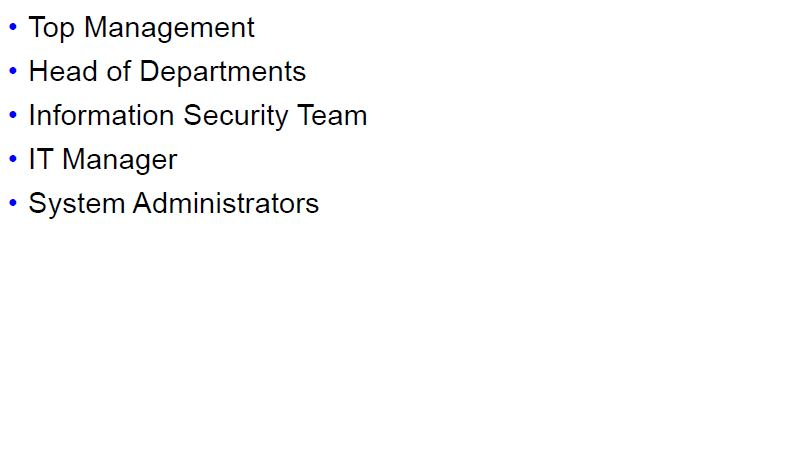 • Top Management
• Head of Departments
• Information Security Team
• IT Manager
• System Administrators